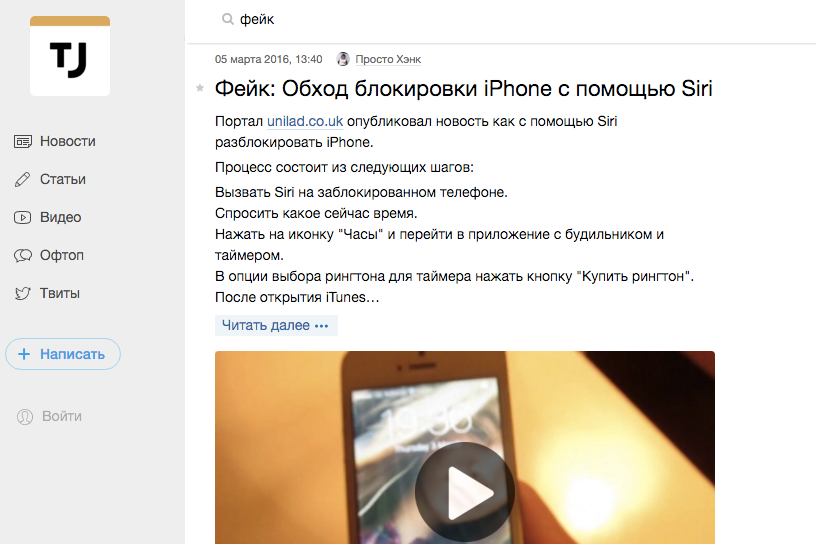 TJ
Новости
Статьи
Видео
Офтоп
Твиты
Написать
Войти
фейк
05 марта 2016, 13:40 Просто Хэнк
Фейк: Обход блокировки iPhone с помощью Siri
Портал unilad.co.uk опубликовал новость как с помощью Siri
разблокировать iPhone.
Процесс состоит из следующих шагов:
Вызвать Siri на заблокированном телефоне.
Спросить какое сейчас время.
Нажать на иконку "Часы" и перейти в приложение с будильником и
таймером.
В опции выбора рингтона для таймера нажать кнопку "Купить рингтон".
После открытия iTunes…
Читать далее •••